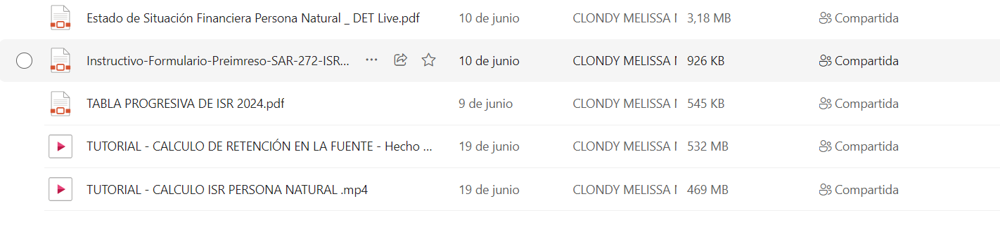 Estado de Situación Financiera Persona Natural _ DET Live.pdf 10 de junio CLONDY MELISSA 3,18 MB Compartida
Instructivo-Formulario-Preimreso-SAR-272-ISR... 10 de junio CLONDY MELISSA 926 KB Compartida
TABLA PROGRESIVA DE ISR 2024.pdf 9 de junio CLONDY MELISSA 545 KB Compartida
TUTORIAL - CALCULO DE RETENCIÓN EN LA FUENTE - Hecho ... 19 de junio CLONDY MELISSA 532 MB Compartida
TUTORIAL - CALCULO ISR PERSONA NATURAL .mp4 19 de junio CLONDY MELISSA 469 MB Compartida